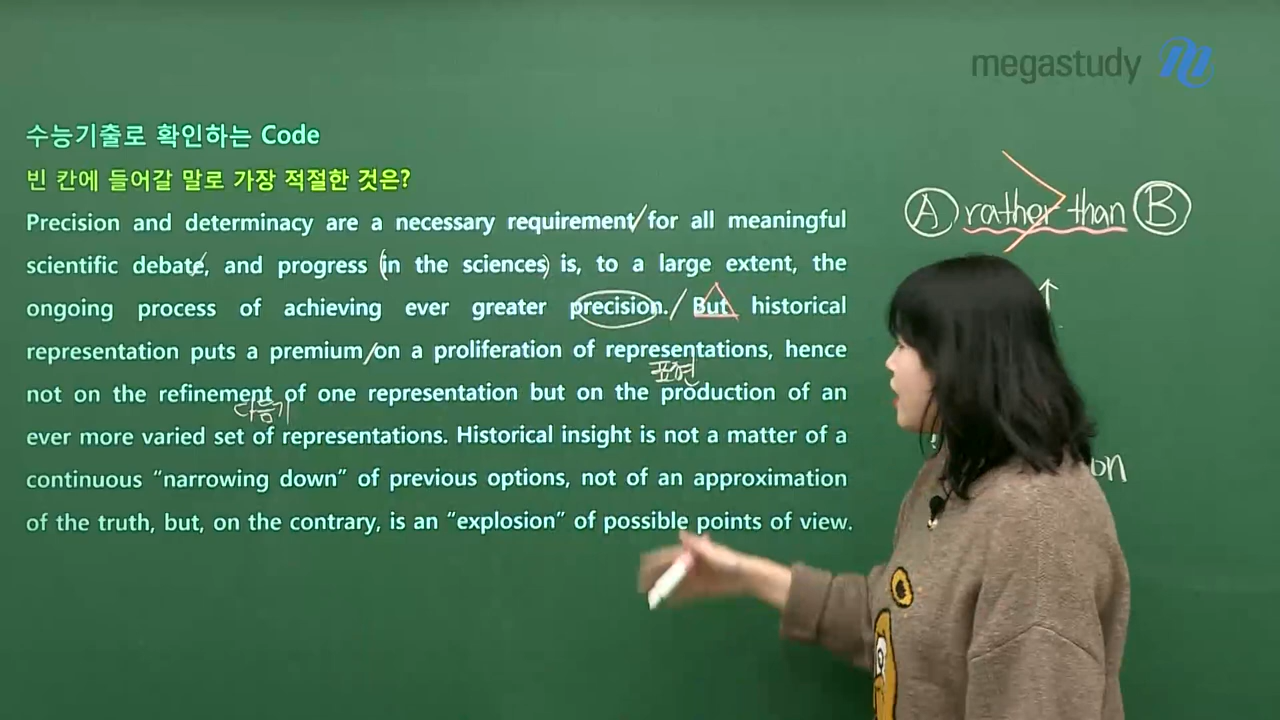 megastudy
수능기출로 확인하는 Code
빈 칸에 들어갈 말로 가장 적절한 것은?
Precision and determinacy are a necessary requirement for all meaningful
scientific debate, and progress (in the sciences) is, to a large extent, the
ongoing process of achieving ever greater precision. But historical
representation puts a premium on a proliferation of representations, hence
표현
not on the refinement of one representation but on the production of an
다듬기
ever more varied set of representations. Historical insight is not a matter of a
continuous “narrowing down” of previous options, not of an approximation
of the truth, but, on the contrary, is an “explosion” of possible points of view.
A rather than B